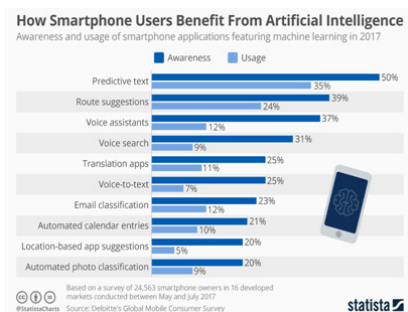 How Smartphone Users Benefit From Artificial Intelligence
Awareness and usage of smartphone applications featuring machine learning in 2017
Awareness Usage
Predictive text 50%
35%
Route suggestions 39%
24%
Voice assistants 37%
12%
Voice search 31%
9%
Translation apps 25%
11%
Voice-to-text 25%
7%
Email classification 23%
12%
Automated calendar entries 21%
10%
Location-based app suggestions 20%
5%
Automated photo classification 20%
9%
Based on a survey of 24,563 smartphone owners in 16 developed
markets conducted between May and July 2017
@StatistaCharts Source: Deloitte's Global Mobile Consumer Survey
statista